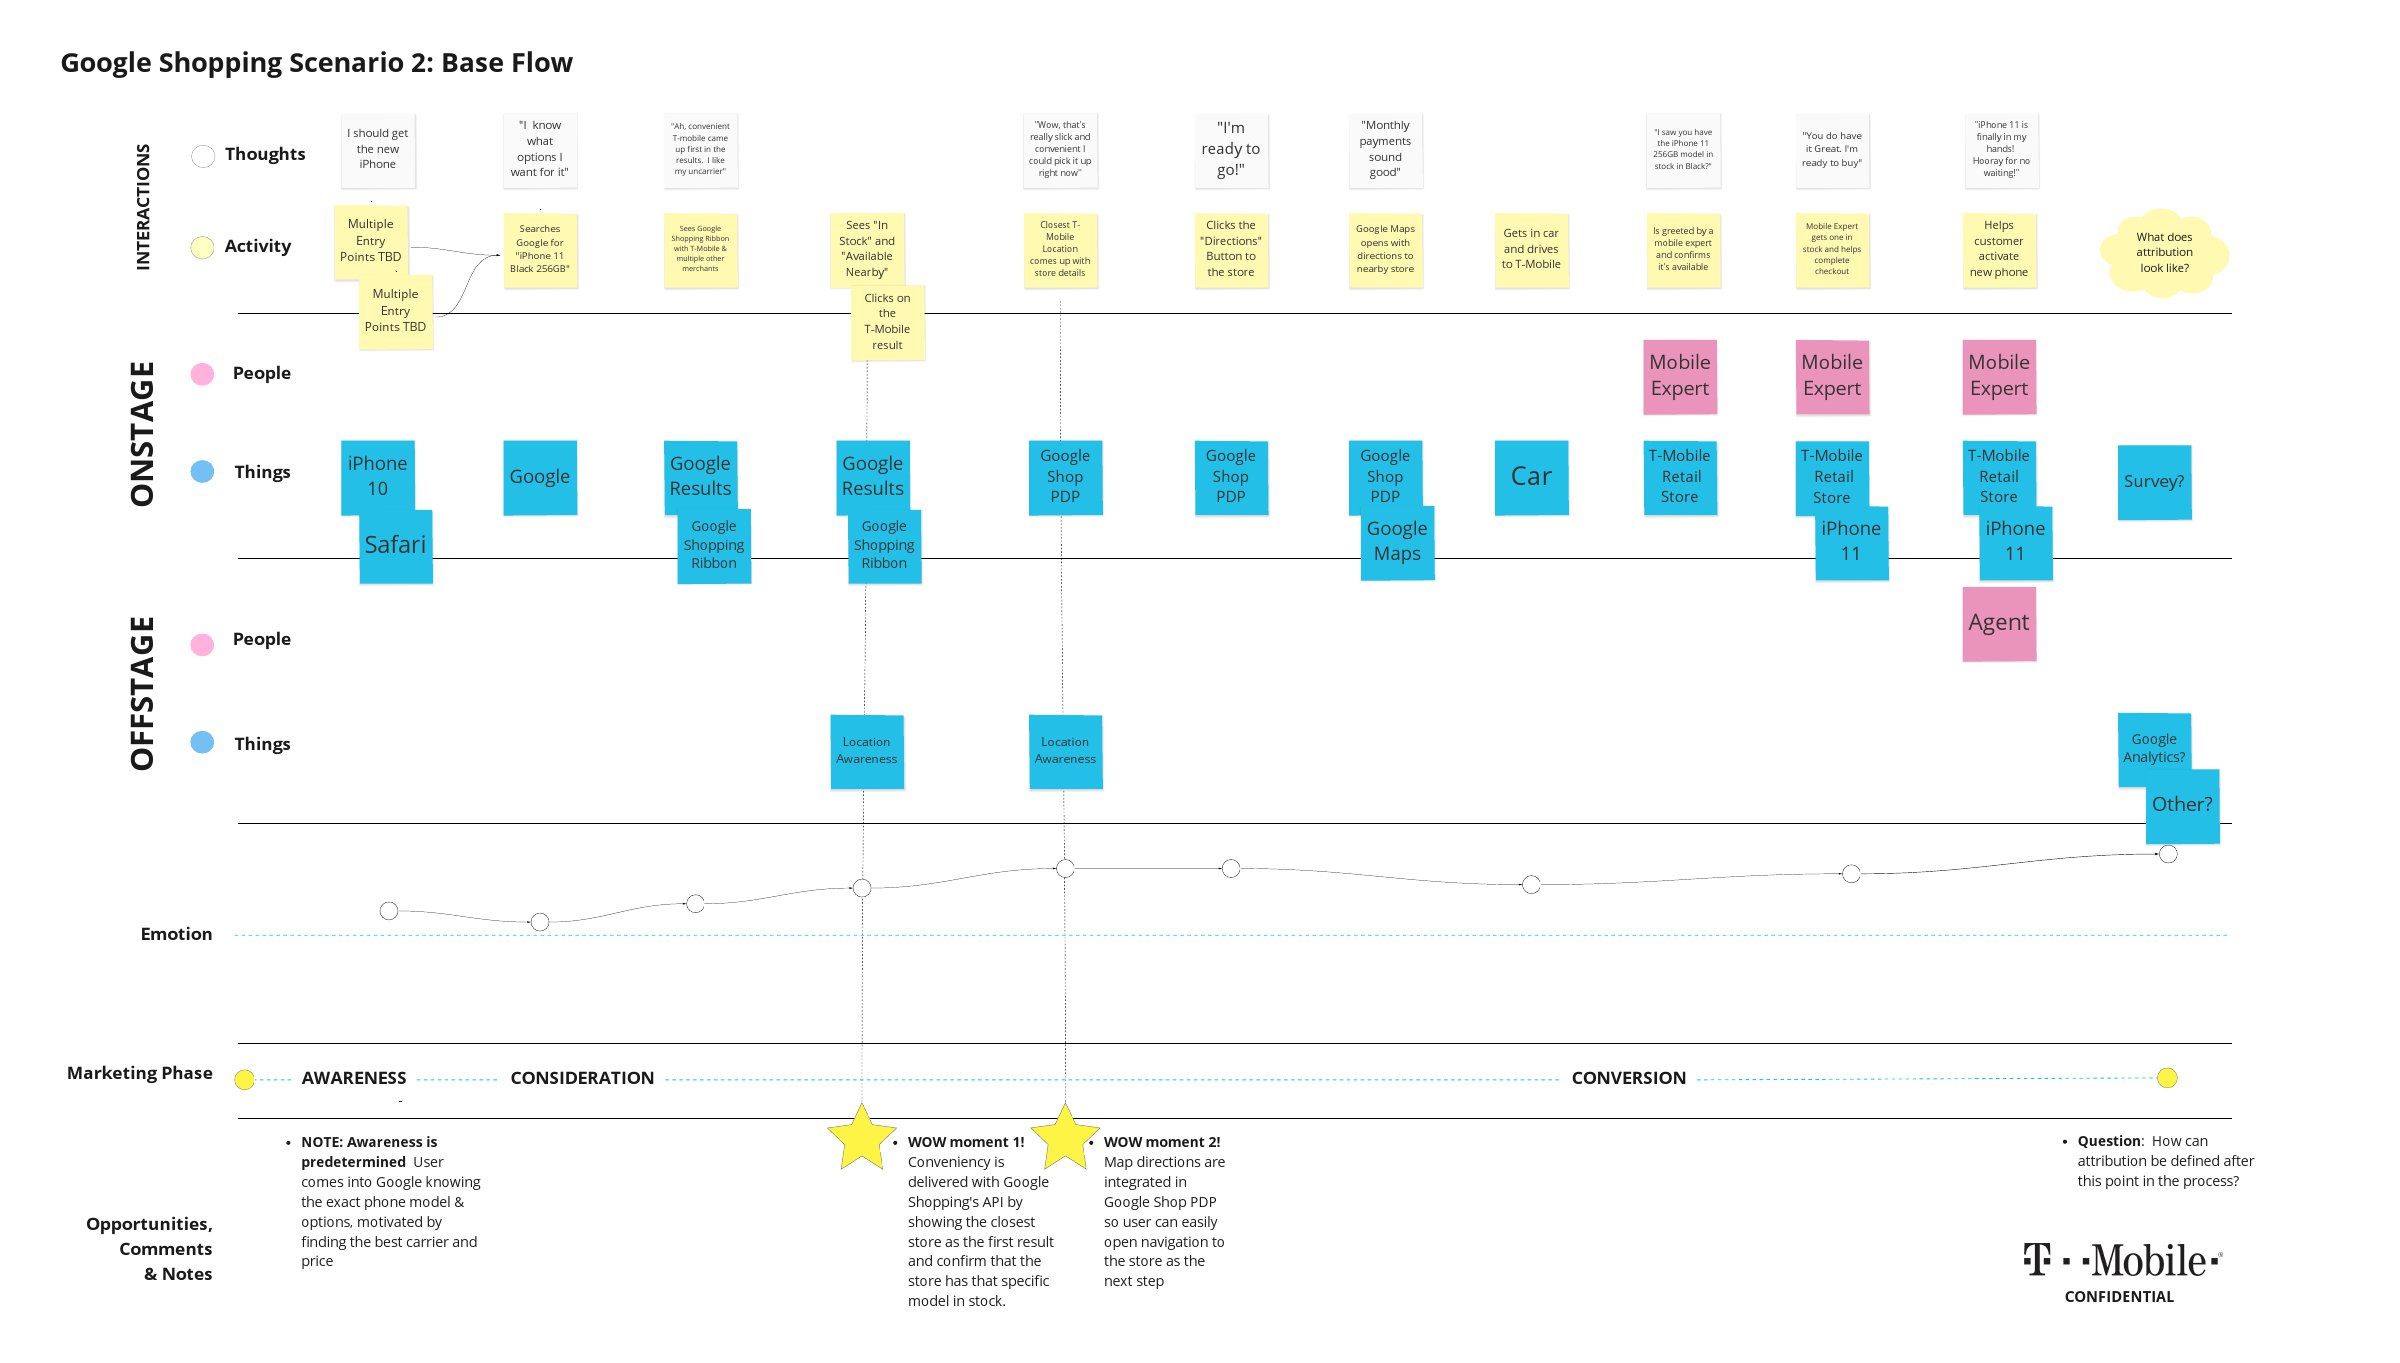 Google Shopping Scenario 2: Base Flow
INTERACTIONS
Thoughts
I should get
the new
iPhone
"I  know
what
options I
want for it"
"Ah, convenient
T-mobile came
up first in the
results,  I like
my uncarrier"
"Wow, that's
really slick and
convenient I
could pick it up
right now"
"I'm
ready to
go!"
"Monthly
payments
sound
good"
"I saw you have
the iPhone 11
256GB model in
stock in Black?"
"You do have
it Great. I'm
ready to buy"
"iPhone 11 is
finally in my
hands!
Hooray for no
waiting!"
Activity
Multiple
Entry
Points TBD
Multiple
Entry
Points TBD
Searches
Google for
"iPhone 11
Black 256GB"
Sees Google
Shopping Ribbon
with T-Mobile &
multiple other
merchants
Sees "In
Stock" and
"Available
Nearby"
Clicks on
the
T-Mobile
result
Closest T-
Mobile
Location
comes up with
store details
Clicks the
"Directions"
Button to
the store
Google Maps
opens with
directions to
nearby store
Gets in car
and drives
to T-Mobile
Is greeted by a
mobile expert
and confirms
it's available
Mobile Expert
gets one in
stock and helps
complete
checkout
Helps
customer
activate
new phone
What does
attribution
look like?
ONSTAGE
People
Mobile
Expert
Mobile
Expert
Mobile
Expert
Things
iPhone
10
Safari
Google
Google
Results
Google
Shopping
Ribbon
Google
Results
Google
Shopping
Ribbon
Google
Shop
PDP
Google
Shop
PDP
Google
Shop
PDP
Google
Maps
Car
T-Mobile
Retail
Store
T-Mobile
Retail
Store
iPhone
11
T-Mobile
Retail
Store
iPhone
11
Survey?
OFFSTAGE
People
Agent
Things
Location
Awareness
Location
Awareness
Google
Analytics?
Other?
Emotion
Marketing Phase
AWARENESS
CONSIDERATION
CONVERSION
Opportunities,
Comments
& Notes
• NOTE: Awareness is
predetermined  User
comes into Google knowing
the exact phone model &
options, motivated by
finding the best carrier and
price
• WOW moment 1!
Conveniency is
delivered with Google
Shopping's API by
showing the closest
store as the first result
and confirm that the
store has that specific
model in stock.
• WOW moment 2!
Map directions are
integrated in
Google Shop PDP
so user can easily
open navigation to
the store as the
next step
• Question:  How can
attribution be defined after
this point in the process?
T··Mobile·®
CONFIDENTIAL